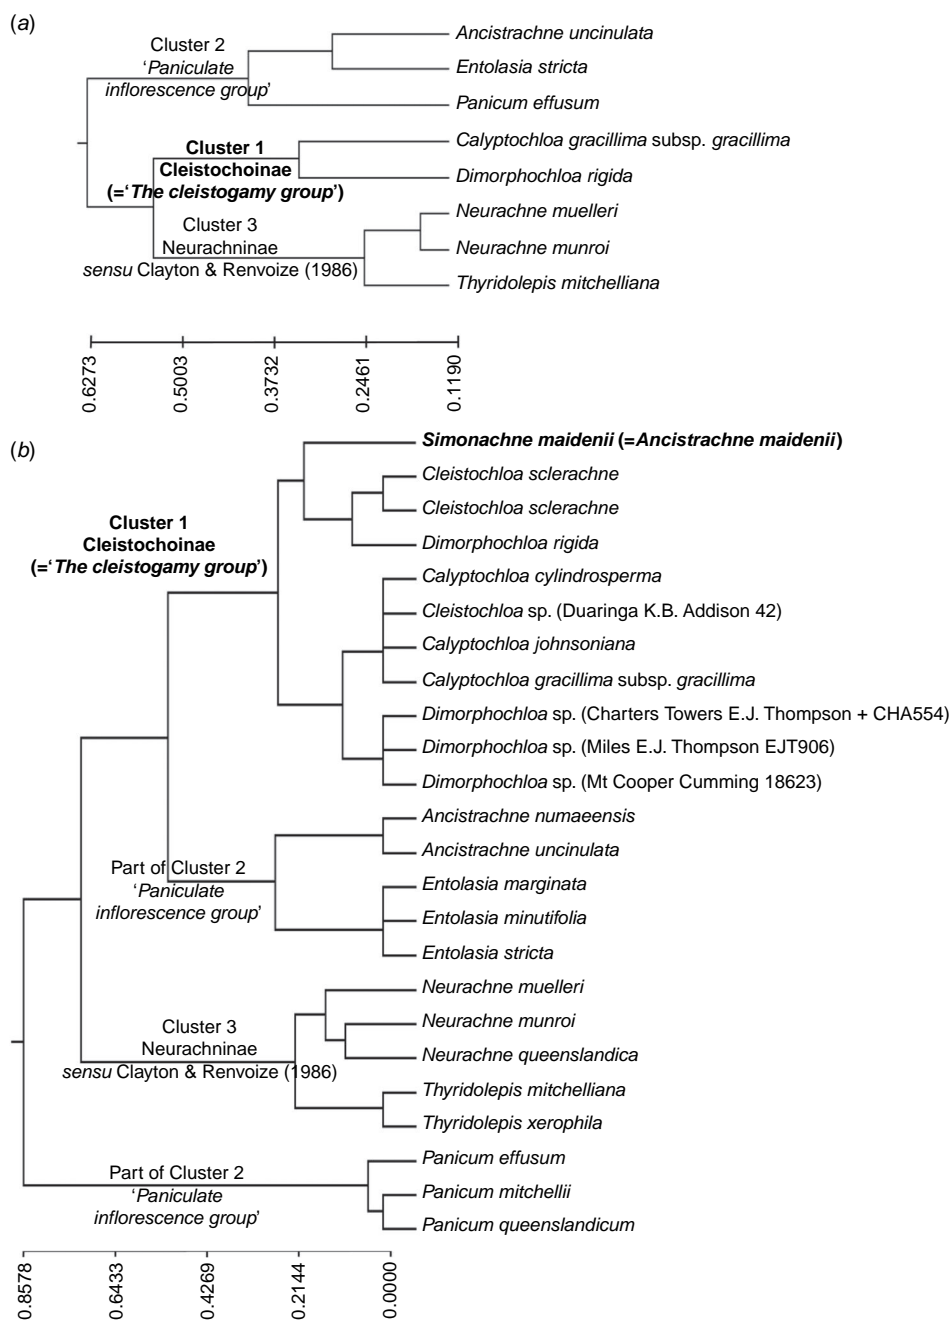 (a)
Ancistrachne uncinulata
Cluster 2
'Paniculate
inflorescence group'
Entolasia stricta
Panicum effusum
Calyptochloa gracillima subsp. gracillima
Cluster 1
Cleistochoinae
(='The cleistogamy group')
Dimorphochloa rigida
Neurachne muelleri
Cluster 3
Neurachninae
sensu Clayton & Renvoize (1986)
Neurachne munroi
Thyridolepis mitchelliana
0.6273
0.5003
0.3732
0.2461
0.1190
(b)
Simonachne maidenii (=Ancistrachne maidenii)
Cleistochloa sclerachne
Cleistochloa sclerachne
Cluster 1
Cleistochoinae
(='The cleistogamy group')
Dimorphochloa rigida
Calyptochloa cylindrosperma
Cleistochloa sp. (Duaringa K.B. Addison 42)
Calyptochloa johnsoniana
Calyptochloa gracillima subsp. gracillima
Dimorphochloa sp. (Charters Towers E.J. Thompson + CHA554)
Dimorphochloa sp. (Miles E.J. Thompson EJT906)
Dimorphochloa sp. (Mt Cooper Cumming 18623)
Ancistrachne numaeensis
Ancistrachne uncinulata
Part of Cluster 2
'Paniculate
inflorescence group'
Entolasia marginata
Entolasia minutifolia
Entolasia stricta
Neurachne muelleri
Neurachne munroi
Cluster 3
Neurachninae
sensu Clayton & Renvoize (1986)
Neurachne queenslandica
Thyridolepis mitchelliana
Thyridolepis xerophila
Panicum effusum
Part of Cluster 2
'Paniculate
inflorescence group'
Panicum mitchellii
Panicum queenslandicum
0.8578
0.6433
0.4269
0.2144
0.0000